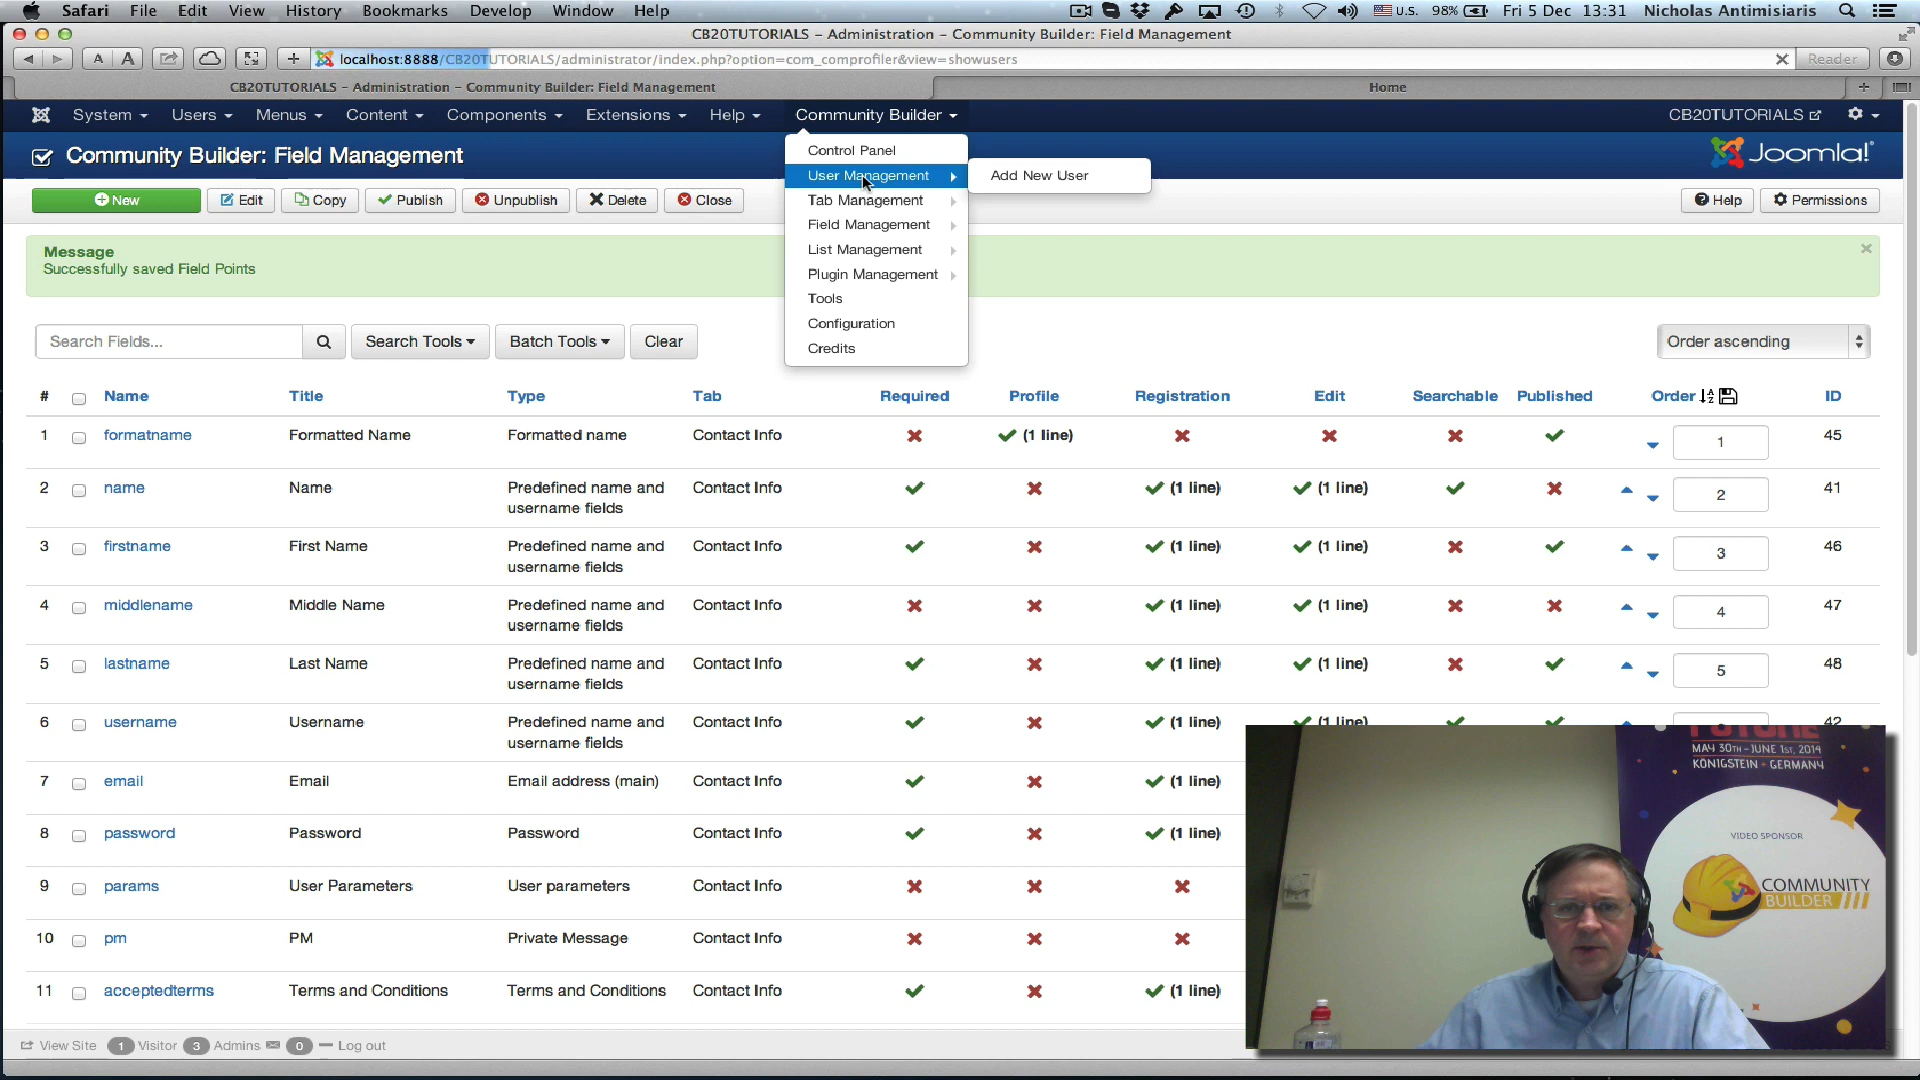 Safari File Edit View History Bookmarks Develop Window Help U.S. 98% Fri 5 Dec 13:31 Nicholas Antimisiaris
CB20TUTORIALS – Administration – Community Builder: Field Management
A A + localhost:8888/CB20TUTORIALS/administrator/index.php?option=com_comprofiler&view=showusers Reader
CB20TUTORIALS – Administration – Community Builder: Field Management Home
System Users Menus Content Components Extensions Help Community Builder CB20TUTORIALS
Community Builder: Field Management Joomla!
Control Panel
User Management Add New User
Tab Management
Field Management
List Management
Plugin Management
Tools
Configuration
Credits
New Edit Copy Publish Unpublish Delete Close Help Permissions
Message
Successfully saved Field Points
Search Fields... Search Tools Batch Tools Clear Order ascending
# Name Title Type Tab Required Profile Registration Edit Searchable Published Order ID
1 formatname Formatted Name Formatted name Contact Info (1 line) 1 45
2 name Name Predefined name and Contact Info (1 line) (1 line) 2 41
username fields
3 firstname First Name Predefined name and Contact Info (1 line) (1 line) 3 46
username fields
4 middlename Middle Name Predefined name and Contact Info (1 line) (1 line) 4 47
username fields
5 lastname Last Name Predefined name and Contact Info (1 line) (1 line) 5 48
username fields
6 username Username Predefined name and Contact Info (1 line) (1 line) 42
username fields
7 email Email Email address (main) Contact Info (1 line)
8 password Password Password Contact Info (1 line)
9 params User Parameters User parameters Contact Info
10 pm PM Private Message Contact Info
11 acceptedterms Terms and Conditions Terms and Conditions Contact Info (1 line)
View Site 1 Visitor 3 Admins 0 Log out
FUTURE
MAY 30TH - JUNE 1ST, 2014
KÖNIGSTEIN - GERMANY
VIDEO SPONSOR
COMMUNITY
BUILDER